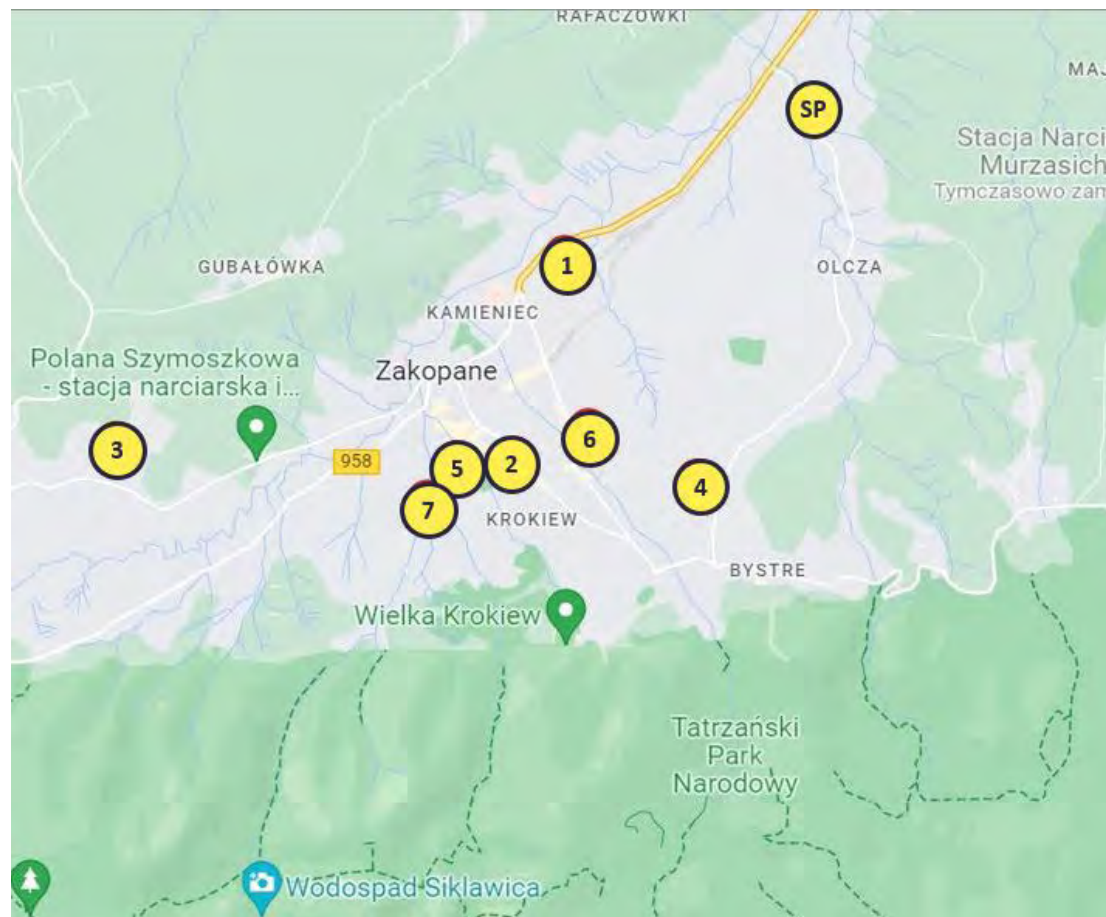 RAFACZÓWKI
MAJ
SP
Stacja Narci
Murzasich
Tymczasowo zam
GUBAŁÓWKA
1
OLCZA
KAMIENIEC
Polana Szymoszkowa
- stacja narciarska i...
Zakopane
3
958
5
2
6
4
7
KROKIEW
BYSTRE
Wielka Krokiew
Tatrzański
Park
Narodowy
Wodospad Siklawica